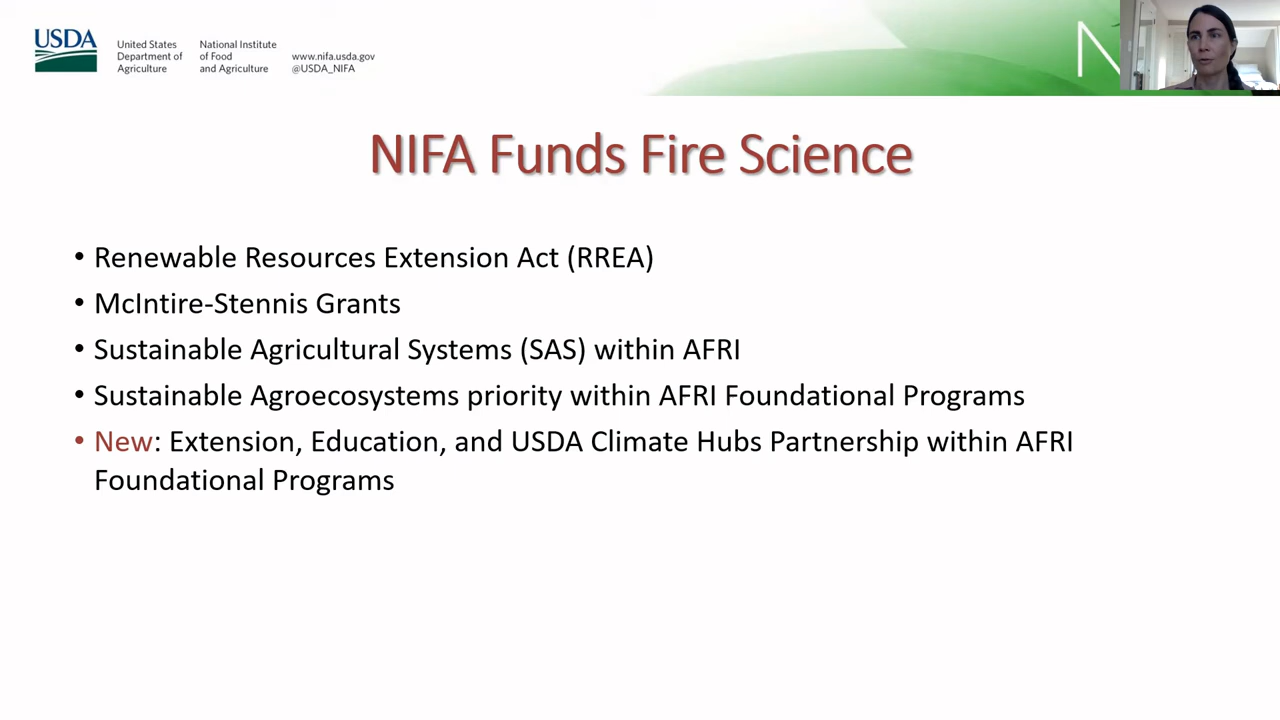 USDA
United States
Department of
Agriculture
National Institute
of Food
and Agriculture
www.nifa.usda.gov
@USDA_NIFA
N
NIFA Funds Fire Science
• Renewable Resources Extension Act (RREA)
• McIntire-Stennis Grants
• Sustainable Agricultural Systems (SAS) within AFRI
• Sustainable Agroecosystems priority within AFRI Foundational Programs
• New: Extension, Education, and USDA Climate Hubs Partnership within AFRI
Foundational Programs